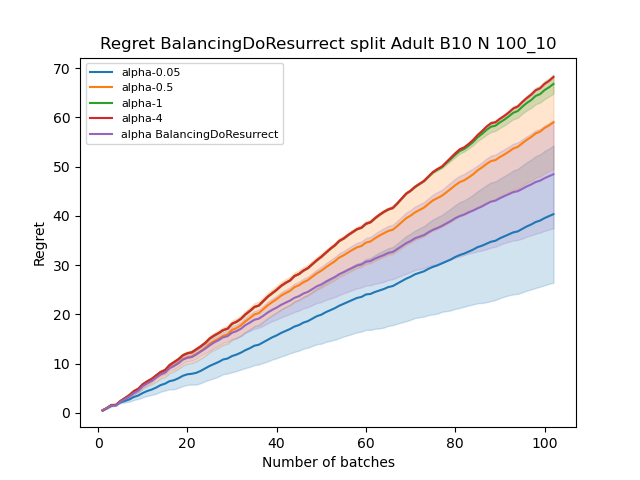 Regret BalancingDoResurrect split Adult B10 N 100_10
alpha-0.05
alpha-0.5
alpha-1
alpha-4
alpha BalancingDoResurrect
70
60
50
40
30
20
10
0
Regret
0 20 40 60 80 100
Number of batches